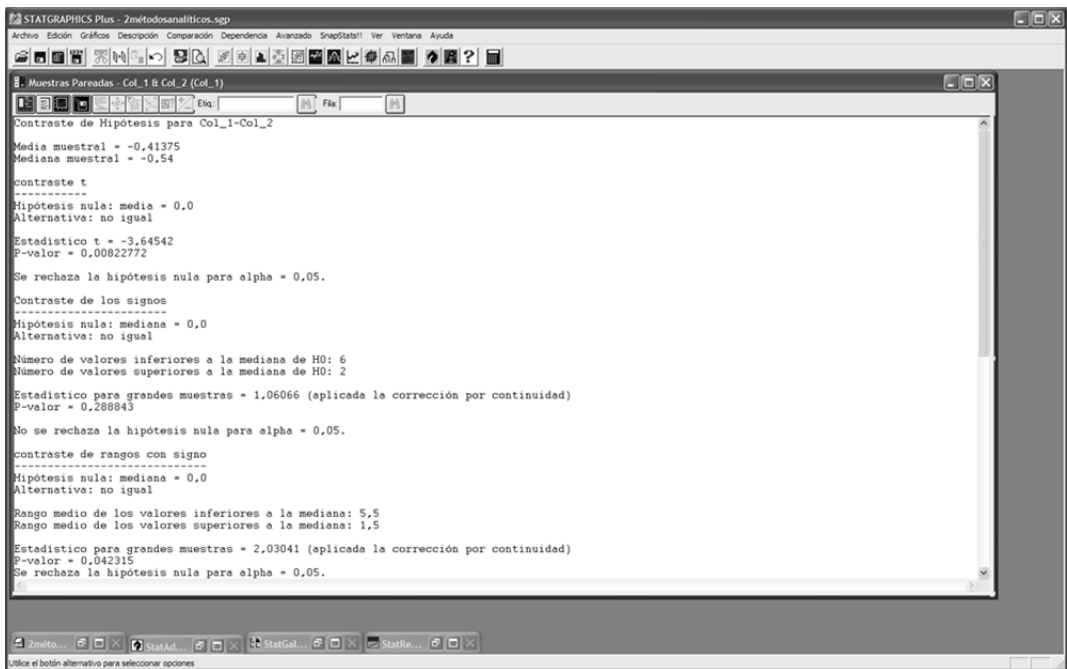 STATGRAPHICS Plus - 2métodosanalíticos.sgp
Archivo Edición Gráficos Descripción Comparación Dependencia Avanzado SnapStats!! Ver Ventana Ayuda
Muestras Pareadas - Col_1 & Col_2 (Col_1)
Etiq.: Fila:
Contraste de Hipótesis para Col_1-Col_2
Media muestral = -0,41375
Mediana muestral = -0,54
contraste t
-----------
Hipótesis nula: media = 0,0
Alternativa: no igual
Estadístico t = -3,64542
P-valor = 0,00822772
Se rechaza la hipótesis nula para alpha = 0,05.
Contraste de los signos
-----------------------
Hipótesis nula: mediana = 0,0
Alternativa: no igual
Número de valores inferiores a la mediana de H0: 6
Número de valores superiores a la mediana de H0: 2
Estadístico para grandes muestras = 1,06066 (aplicada la corrección por continuidad)
P-valor = 0,288843
No se rechaza la hipótesis nula para alpha = 0,05.
contraste de rangos con signo
-----------------------------
Hipótesis nula: mediana = 0,0
Alternativa: no igual
Rango medio de los valores inferiores a la mediana: 5,5
Rango medio de los valores superiores a la mediana: 1,5
Estadístico para grandes muestras = 2,03041 (aplicada la corrección por continuidad)
P-valor = 0,042315
Se rechaza la hipótesis nula para alpha = 0,05.
2méto... StatAd... StatGal... StatRe...
Utilice el botón alternativo para seleccionar opciones